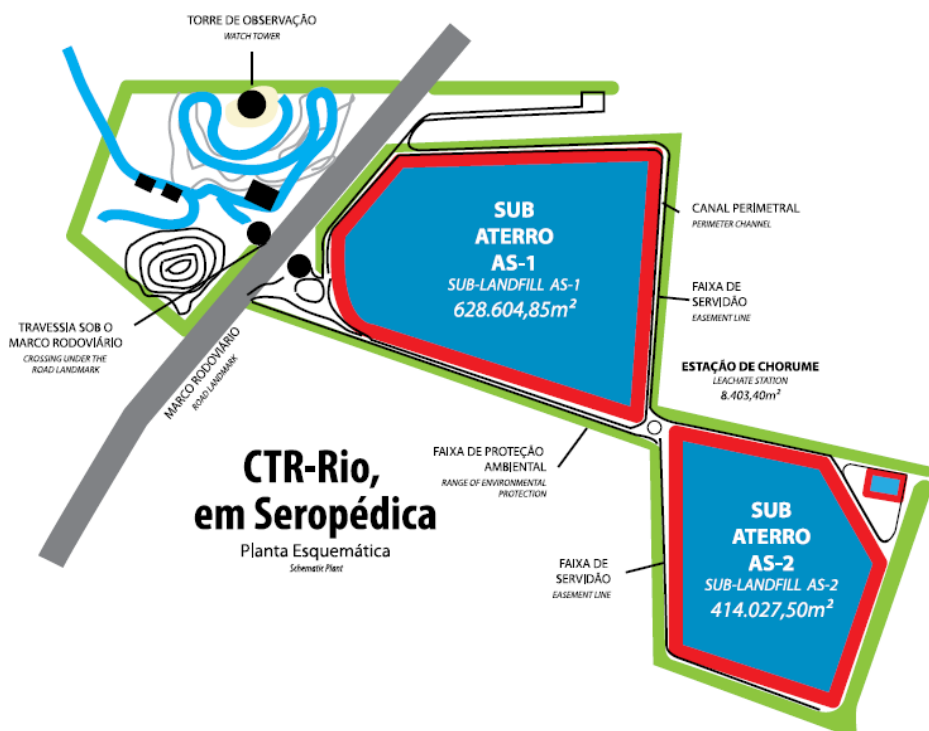 TORRE DE OBSERVAÇÃO
WATCH TOWER
SUB
ATERRO
AS-1
SUB-LANDFILL AS-1
628.604,85m²
CANAL PERIMETRAL
PERIMETER CHANNEL
FAIXA DE
SERVIDÃO
EASEMENT LINE
TRAVESSIA SOB O
MARCO RODOVIÁRIO
CROSSING UNDER THE
ROAD LANDMARK
MARCO RODOVIÁRIO
ROAD LANDMARK
ESTAÇÃO DE CHORUME
LEACHATE STATION
8.403,40m²
FAIXA DE PROTEÇÃO
AMBIENTAL
RANGE OF ENVIRONMENTAL
PROTECTION
CTR-Rio,
em Seropédica
Planta Esquemática
Schematic Plant
FAIXA DE
SERVIDÃO
EASEMENT LINE
SUB
ATERRO
AS-2
SUB-LANDFILL AS-2
414.027,50m²